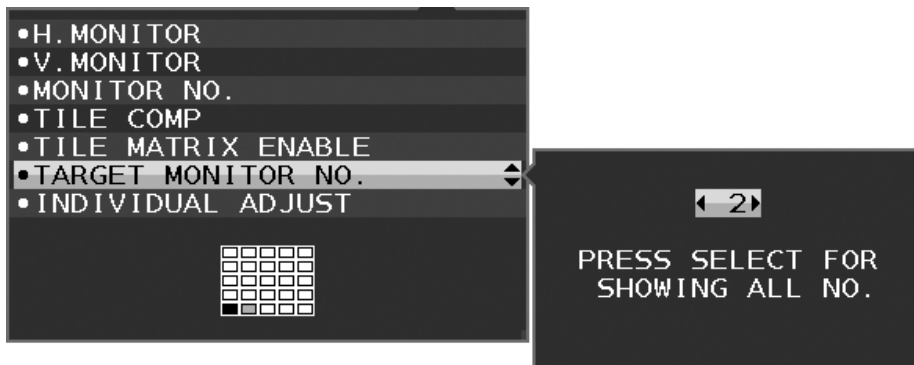 •H.MONITOR
•V.MONITOR
•MONITOR NO.
•TILE COMP
•TILE MATRIX ENABLE
•TARGET MONITOR NO.
•INDIVIDUAL ADJUST
2
PRESS SELECT FOR
SHOWING ALL NO.